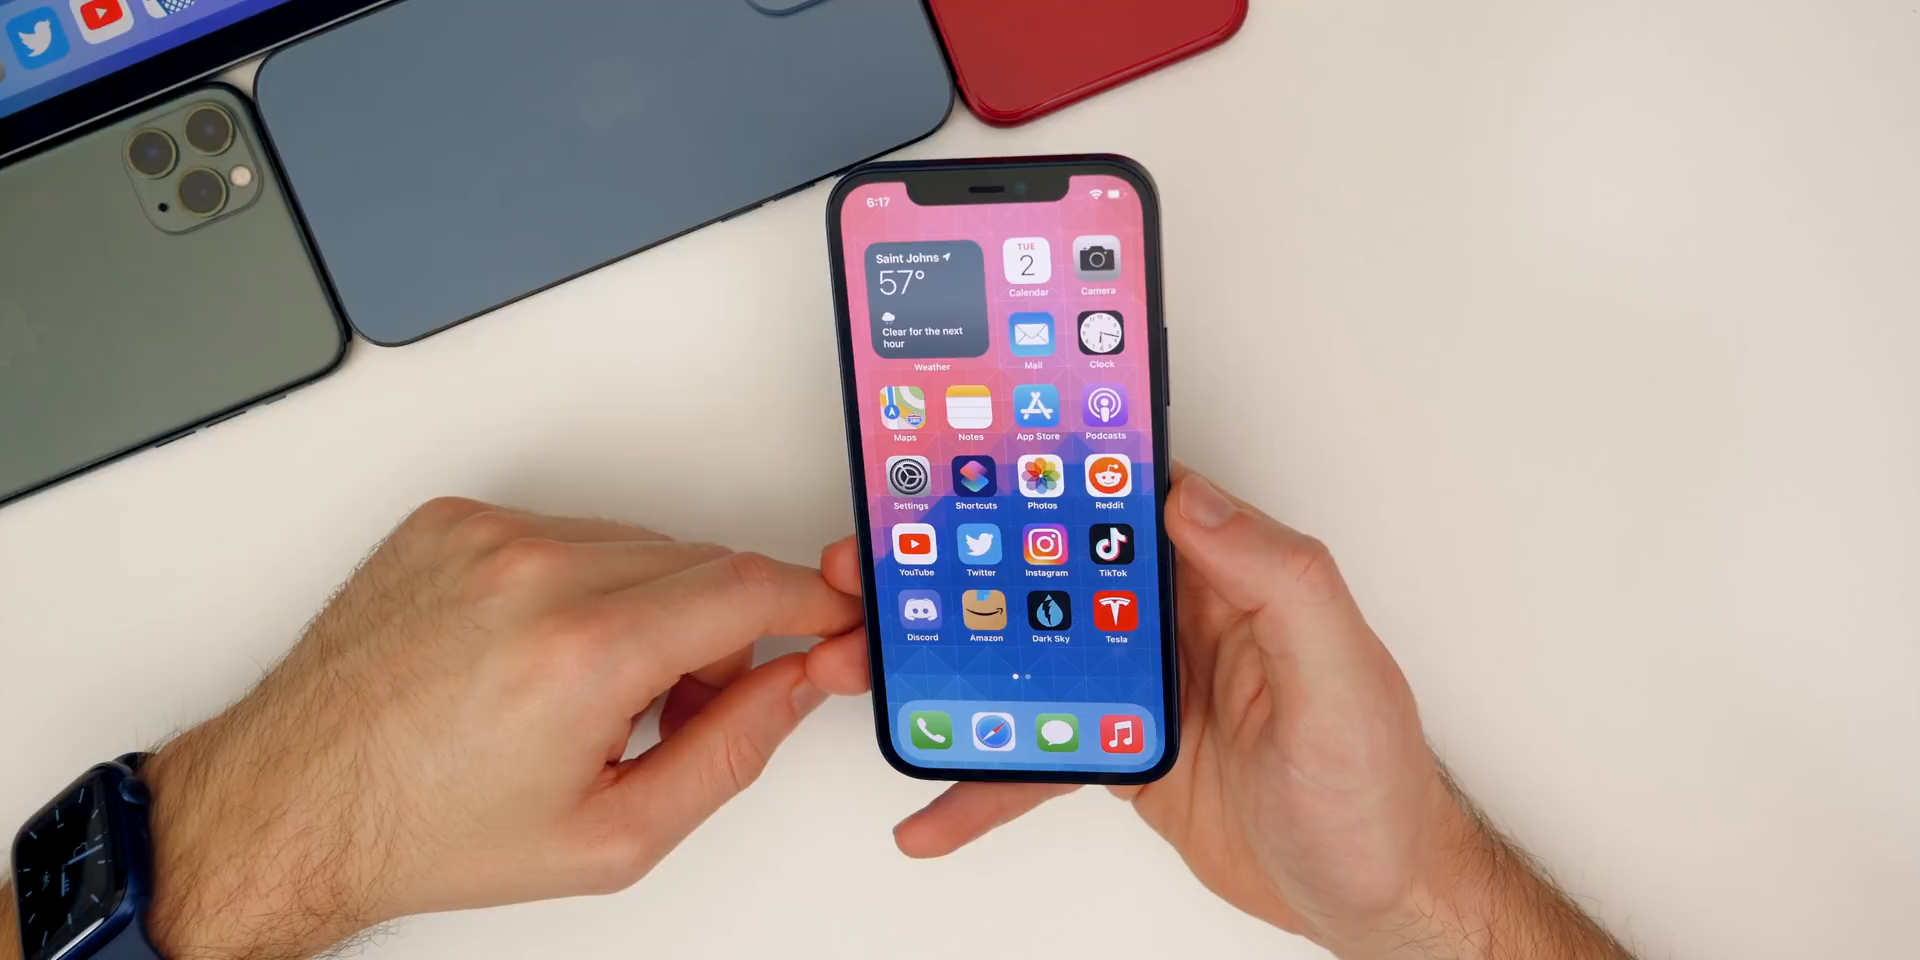 6:17
Saint Johns
57°
Clear for the next
hour
Weather
TUE
2
Calendar
Camera
Mail
Clock
Maps
Notes
App Store
Podcasts
Settings
Shortcuts
Photos
Reddit
YouTube
Twitter
Instagram
TikTok
Discord
Amazon
Dark Sky
Tesla